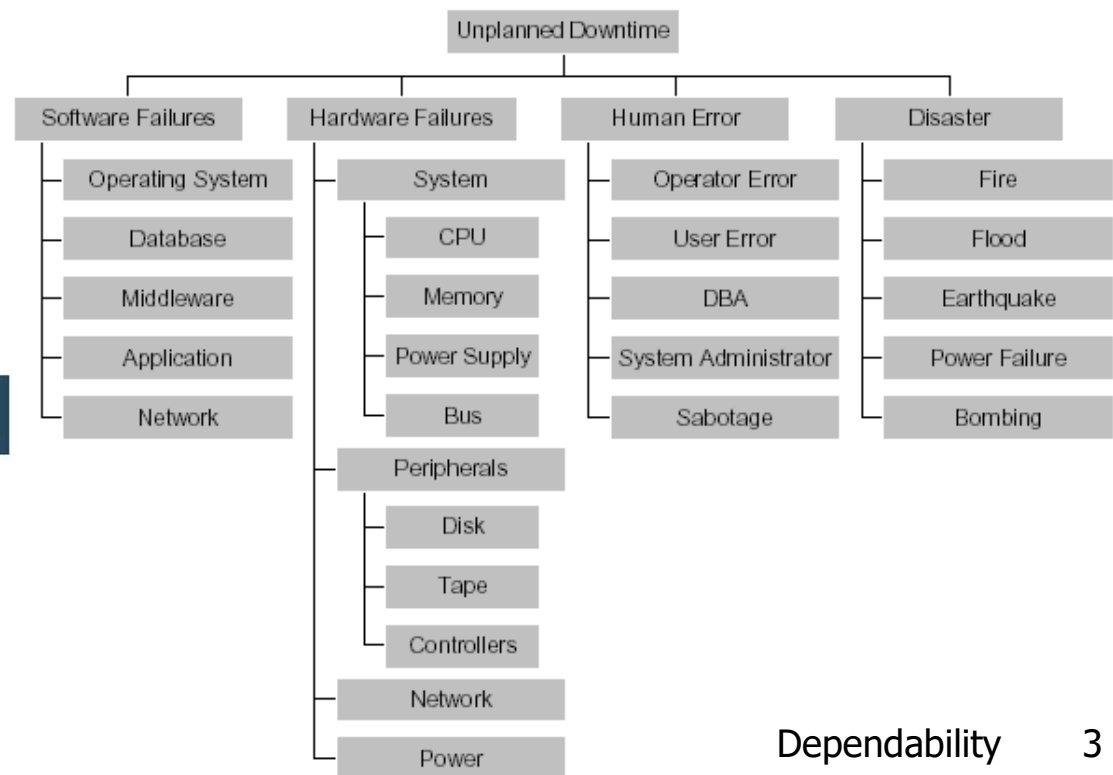 Unplanned Downtime
Software Failures
Operating System
Database
Middleware
Application
Network
Hardware Failures
System
CPU
Memory
Power Supply
Bus
Peripherals
Disk
Tape
Controllers
Network
Power
Human Error
Operator Error
User Error
DBA
System Administrator
Sabotage
Disaster
Fire
Flood
Earthquake
Power Failure
Bombing
Dependability 3